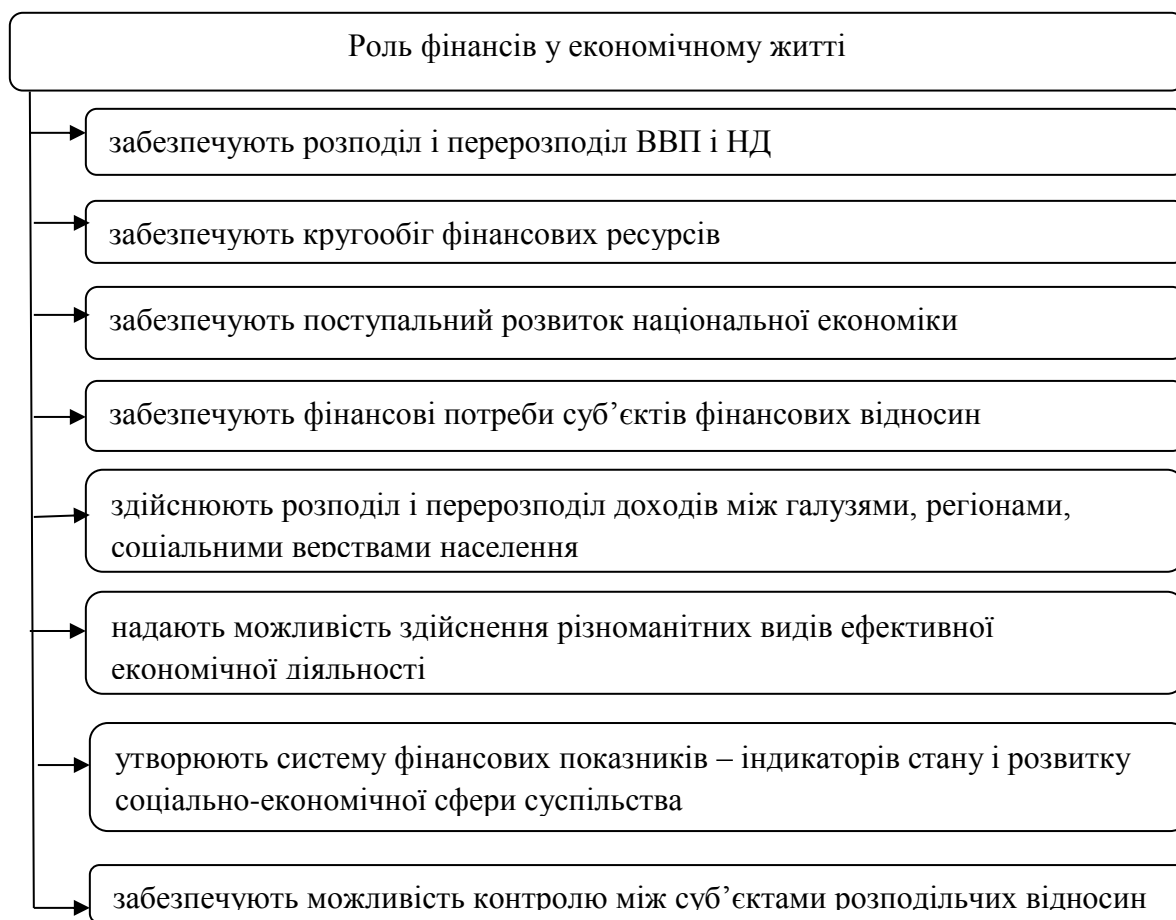 Роль фінансів у економічному житті
забезпечують розподіл і перерозподіл ВВП і НД
забезпечують кругообіг фінансових ресурсів
забезпечують поступальний розвиток національної економіки
забезпечують фінансові потреби суб’єктів фінансових відносин
здійснюють розподіл і перерозподіл доходів між галузями, регіонами,
соціальними верствами населення
надають можливість здійснення різноманітних видів ефективної
економічної діяльності
утворюють систему фінансових показників – індикаторів стану і розвитку
соціально-економічної сфери суспільства
забезпечують можливість контролю між суб’єктами розподільчих відносин